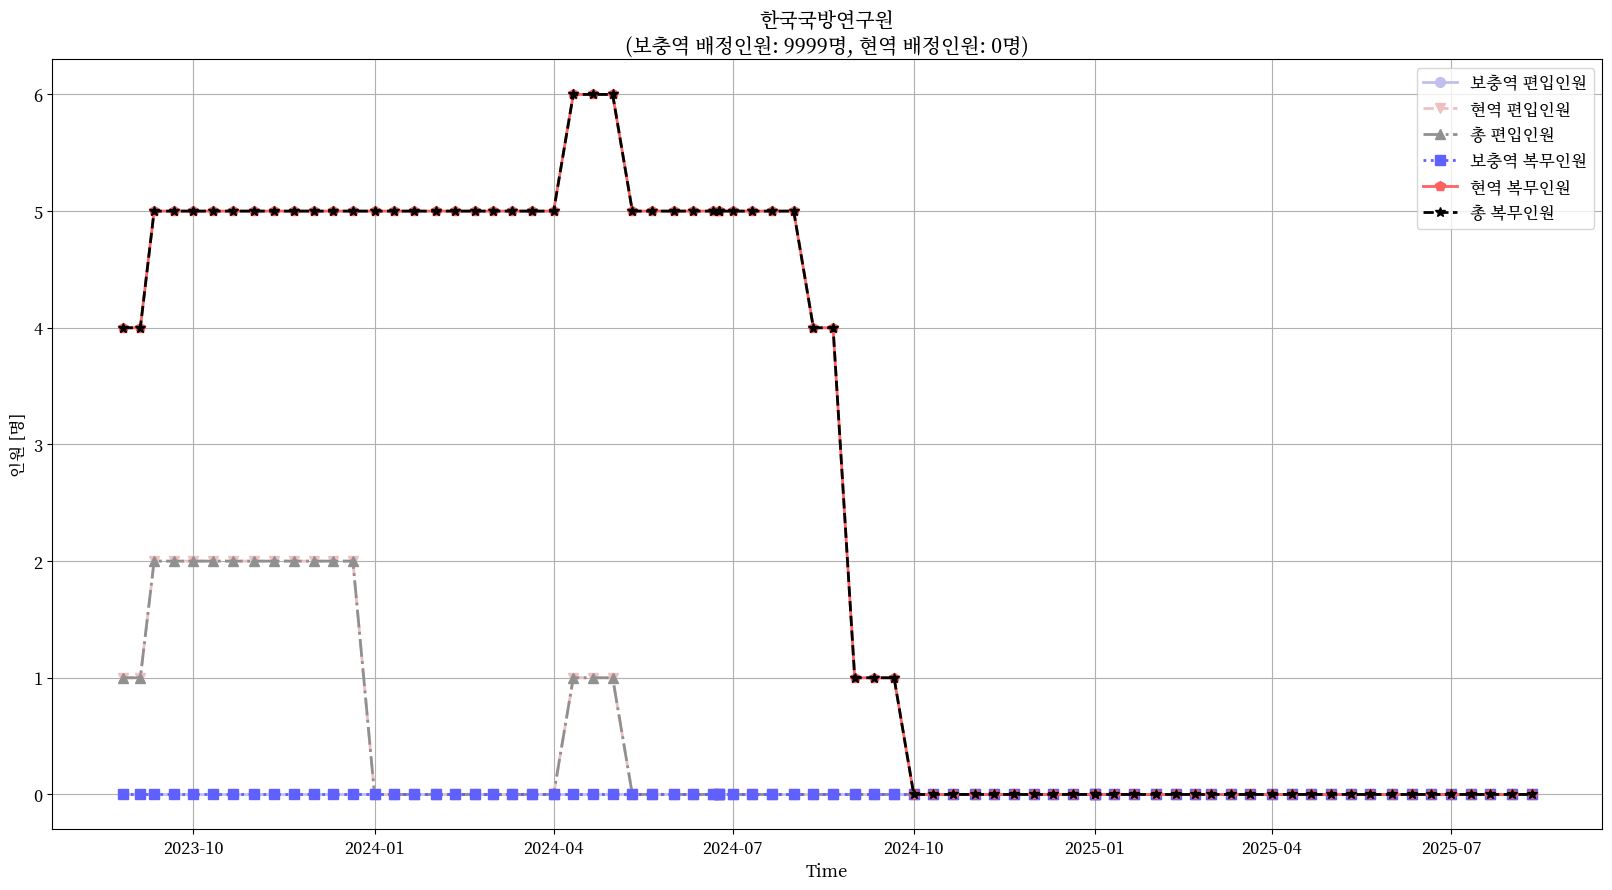 한국국방연구원
(보충역 배정인원: 9999명, 현역 배정인원: 0명)
보충역 편입인원
현역 편입인원
총 편입인원
보충역 복무인원
현역 복무인원
총 복무인원
인원 [명]
6
5
4
3
2
1
0
2023-10
2024-01
2024-04
2024-07
2024-10
2025-01
2025-04
2025-07
Time